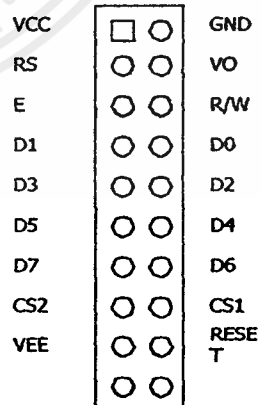 VCC GND
RS VO
E R/W
D1 D0
D3 D2
D5 D4
D7 D6
CS2 CS1
VEE RESE
T